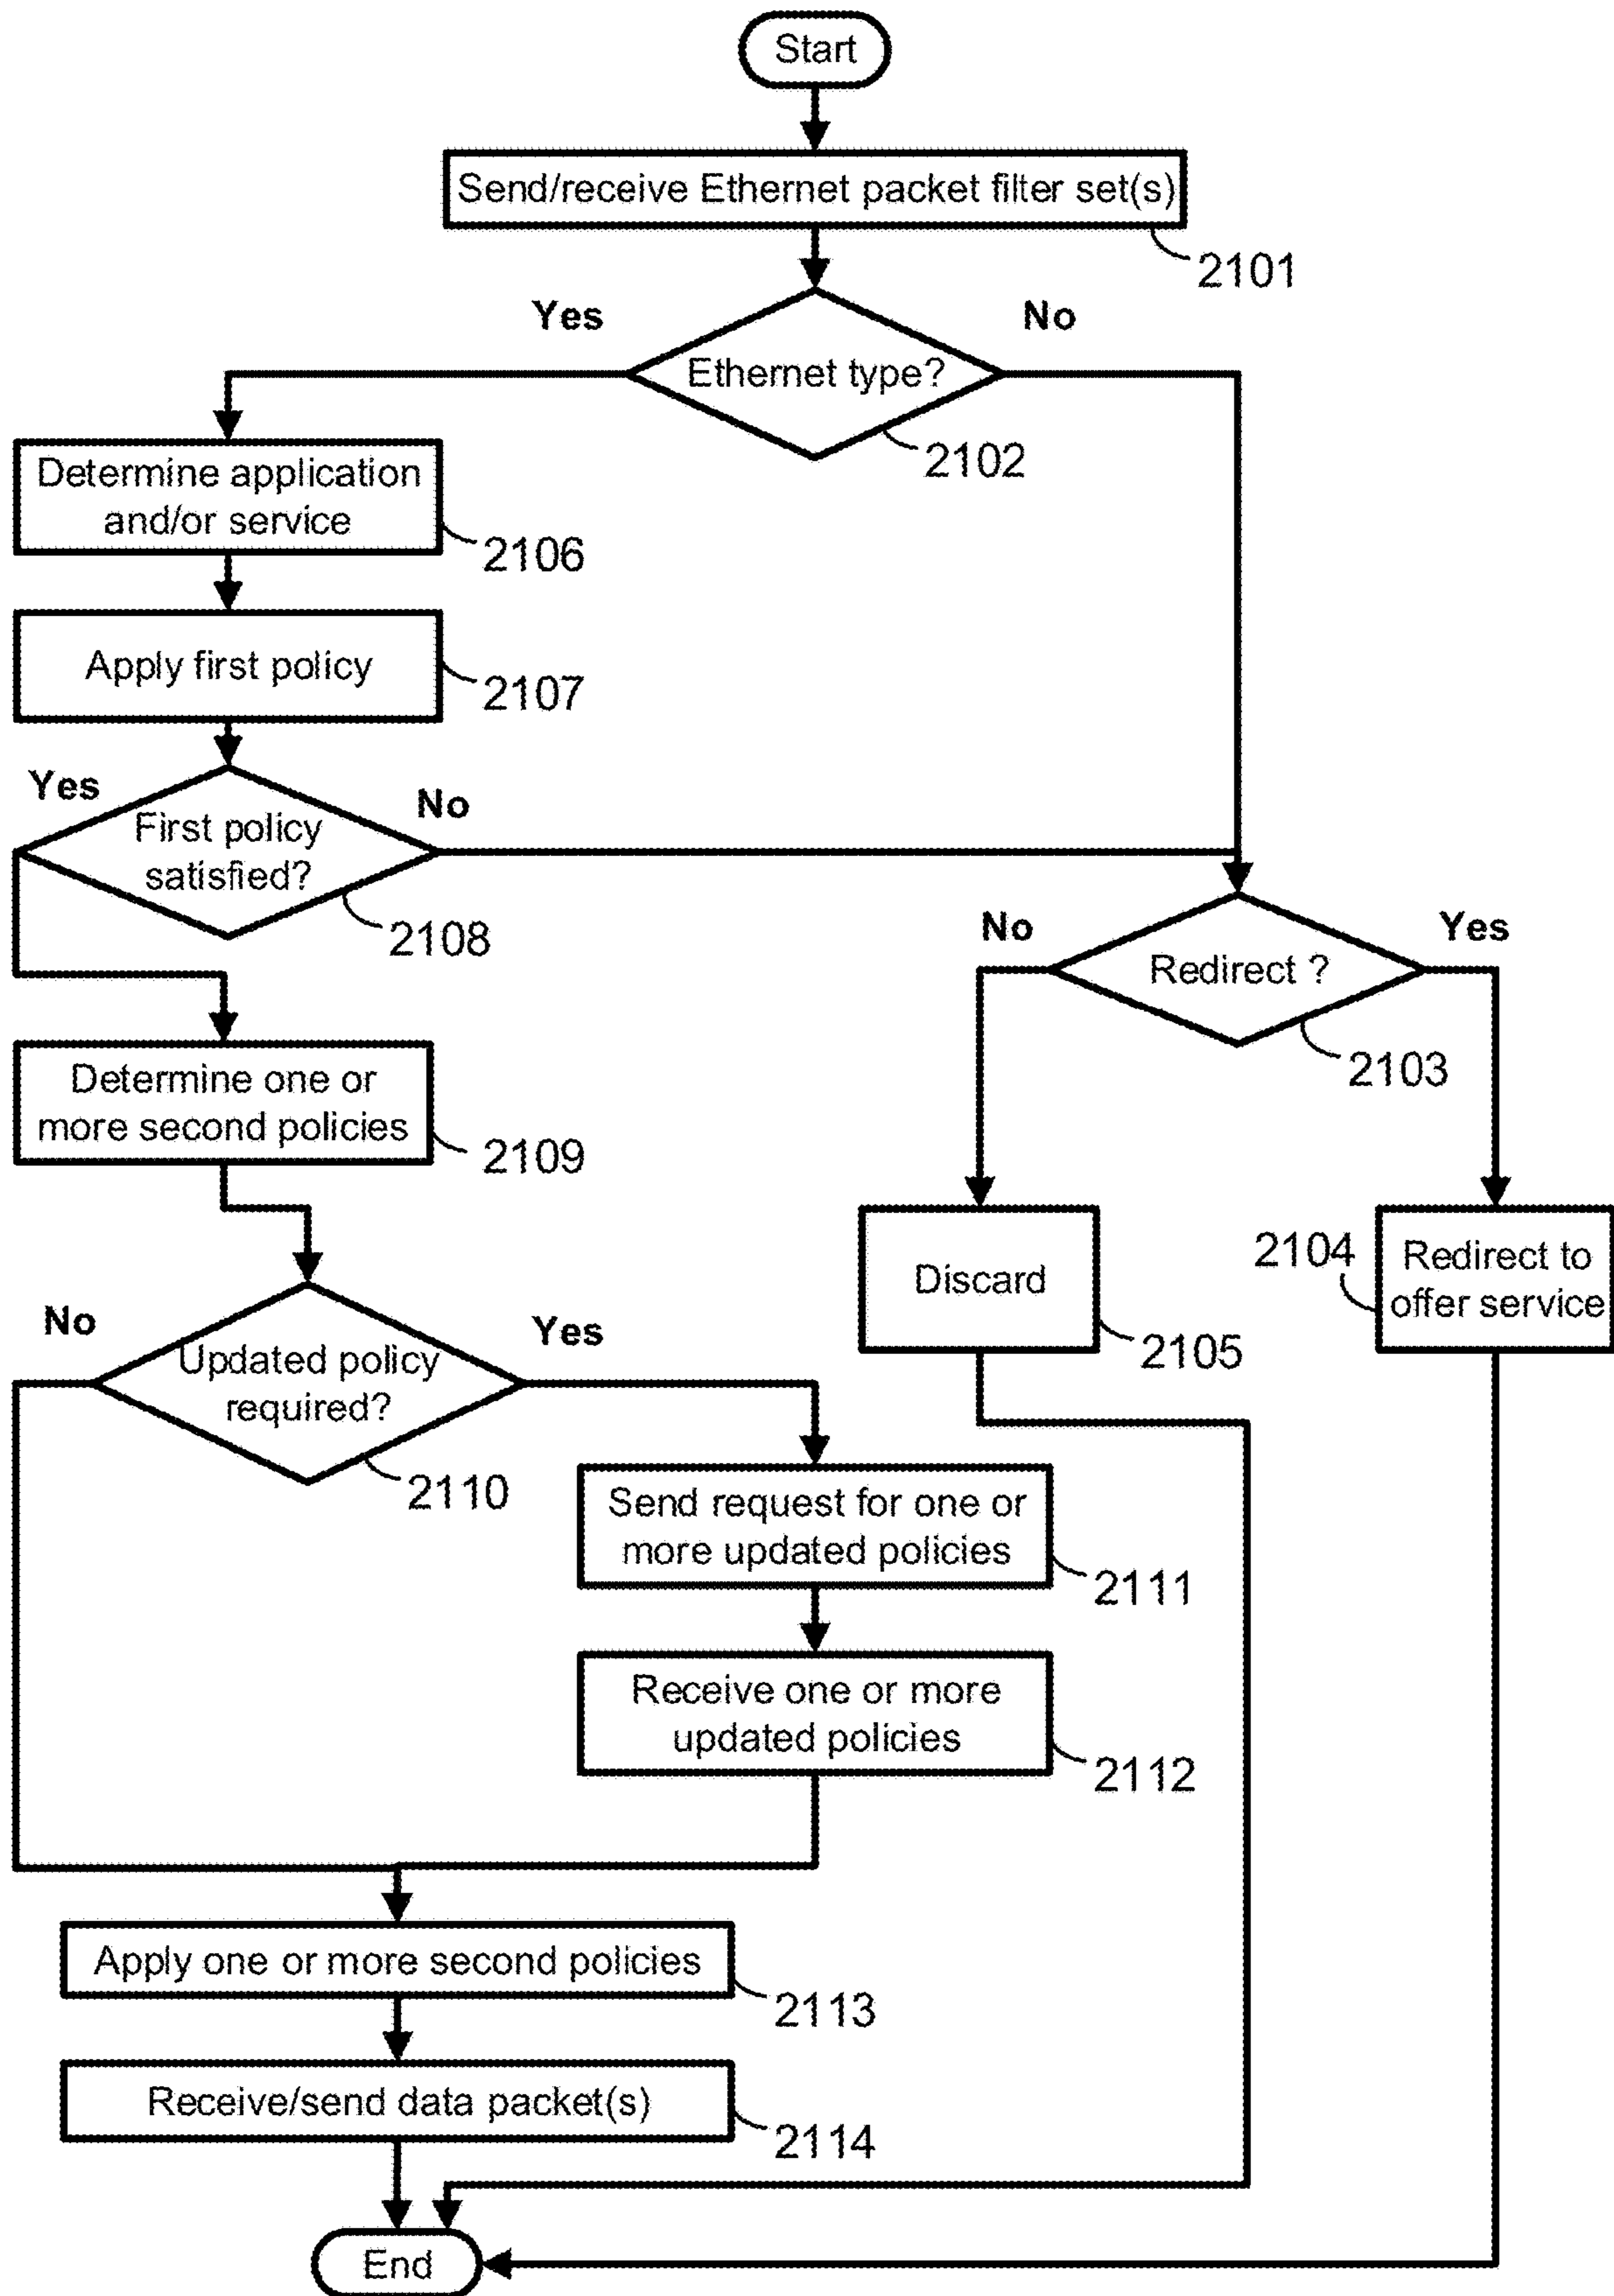 Start
Send/receive Ethernet packet filter set(s)
2101
Yes
No
Ethernet type?
2102
Determine application
and/or service
2106
Apply first policy
2107
Yes
No
First policy
satisfied?
2108
No
Yes
Redirect ?
2103
Determine one or
more second policies
2109
Discard
2105
2104
Redirect to
offer service
No
Yes
Updated policy
required?
2110
Send request for one or
more updated policies
2111
Receive one or more
updated policies
2112
Apply one or more second policies
2113
Receive/send data packet(s)
2114
End